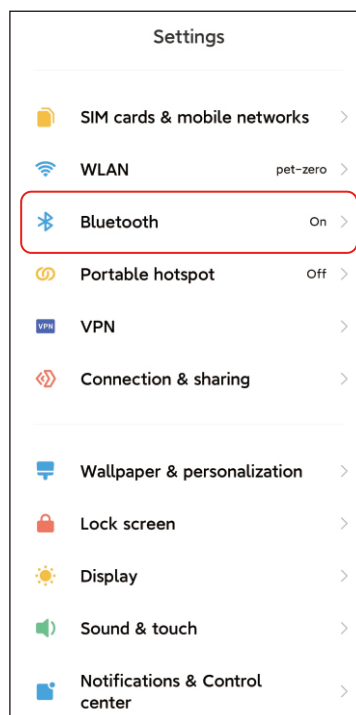 Settings
SIM cards & mobile networks
WLAN pet-zero
Bluetooth On
Portable hotspot Off
VPN VPN
Connection & sharing
Wallpaper & personalization
Lock screen
Display
Sound & touch
Notifications & Control
center